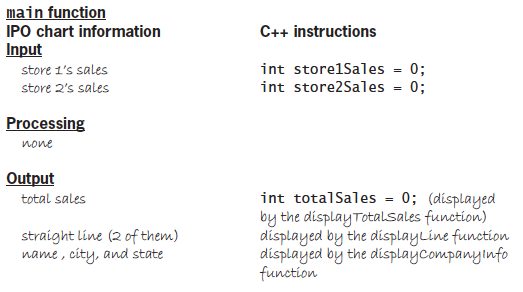 main function
IPO chart information C++ instructions
Input
store 1's sales int store1Sales = 0;
store 2's sales int store2Sales = 0;
Processing
none
Output
total sales int totalSales = 0; (displayed
by the displayTotalSales function)
straight line (2 of them) displayed by the displayLine function
name , city, and state displayed by the displayCompanyInfo
function